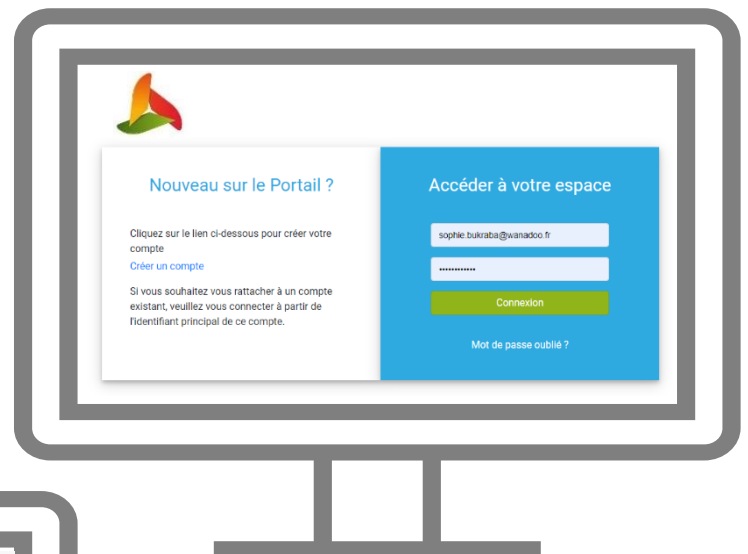 Nouveau sur le Portail ?
Cliquez sur le lien ci-dessous pour créer votre
compte
Créer un compte
Si vous souhaitez vous rattacher à un compte
existant, veuillez vous connecter à partir de
l'identifiant principal de ce compte.
Accéder à votre espace
sophie.bukraba@wanadoo.fr
••••••••••••
Connexion
Mot de passe oublié ?